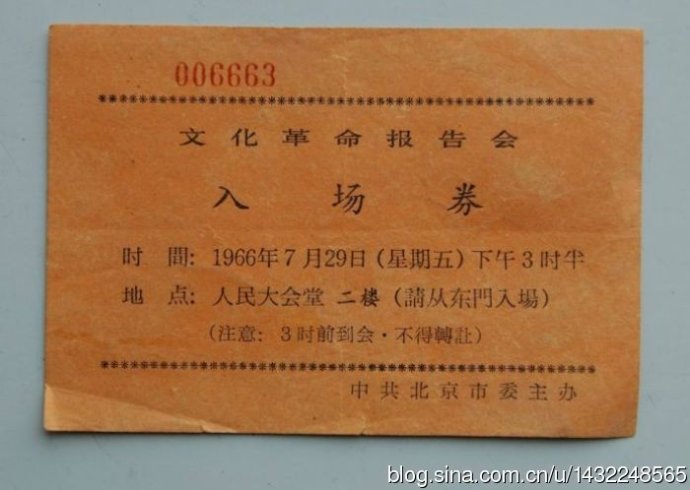 006663
文化革命报告会
入场券
时間：1966年7月29日(星期五)下午3时半
地点：人民大会堂 二楼（請从东門入場）
（注意：3时前到会·不得轉让）
中共北京市委主办
blog.sina.com.cn/u/1432248565